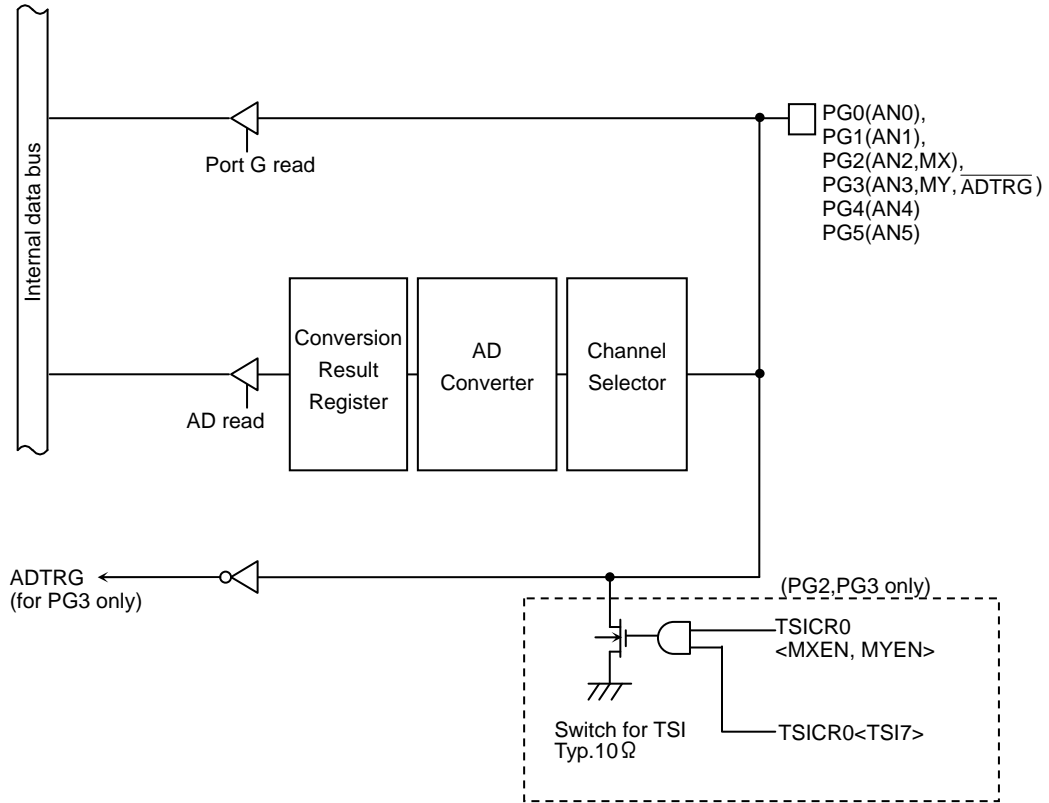 Internal data bus
Port G read
PG0(AN0),
PG1(AN1),
PG2(AN2,MX),
PG3(AN3,MY,ADTRG)
PG4(AN4)
PG5(AN5)
Conversion
Result
Register
AD
Converter
Channel
Selector
AD read
ADTRG
(for PG3 only)
(PG2,PG3 only)
TSICR0
<MXEN, MYEN>
Switch for TSI
Typ.10Ω
TSICR0<TSI7>